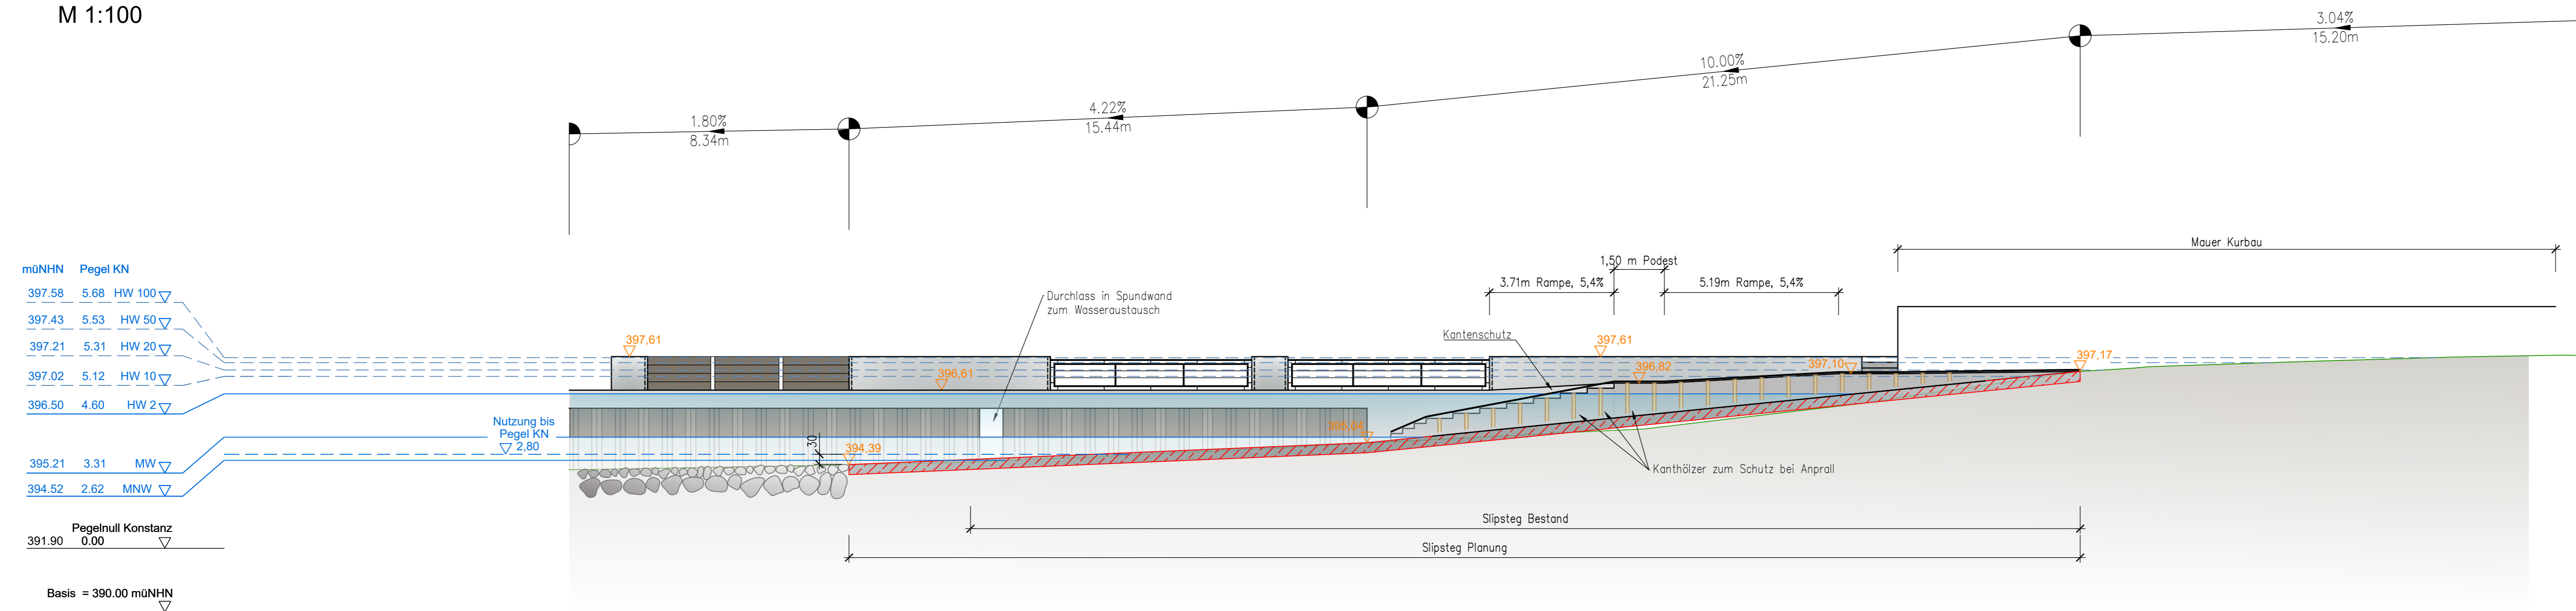 M 1:100
3.04%
15.20m
10.00%
21.25m
4.22%
15.44m
1.80%
8.34m
Mauer Kurbau
1,50 m Podest
3.71m Rampe, 5,4%
5.19m Rampe, 5,4%
müNHN Pegel KN
397.58 5.68 HW 100
397.43 5.53 HW 50
397.21 5.31 HW 20
397.02 5.12 HW 10
396.50 4.60 HW 2
395.21 3.31 MW
394.52 2.62 MNW
Pegelnull Konstanz
391.90 0.00
Basis = 390.00 müNHN
Durchlass in Spundwand
zum Wasseraustausch
Kantenschutz
397,61
397,61
396,61
396,82
397,10
397,17
Nutzung bis
Pegel KN
2,80
30
394,39
395,04
Kanthölzer zum Schutz bei Anprall
Slipsteg Bestand
Slipsteg Planung